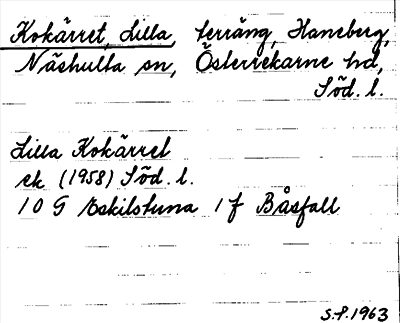 Kokärret, Lilla, terräng, Haneberg,
Näshulta sn, Österrekarne hd,
Söd. l.
Lilla Kokärret
ek (1958) Söd. l.
10 G Eskilstuna 1 f Båsfall
S.P. 1963